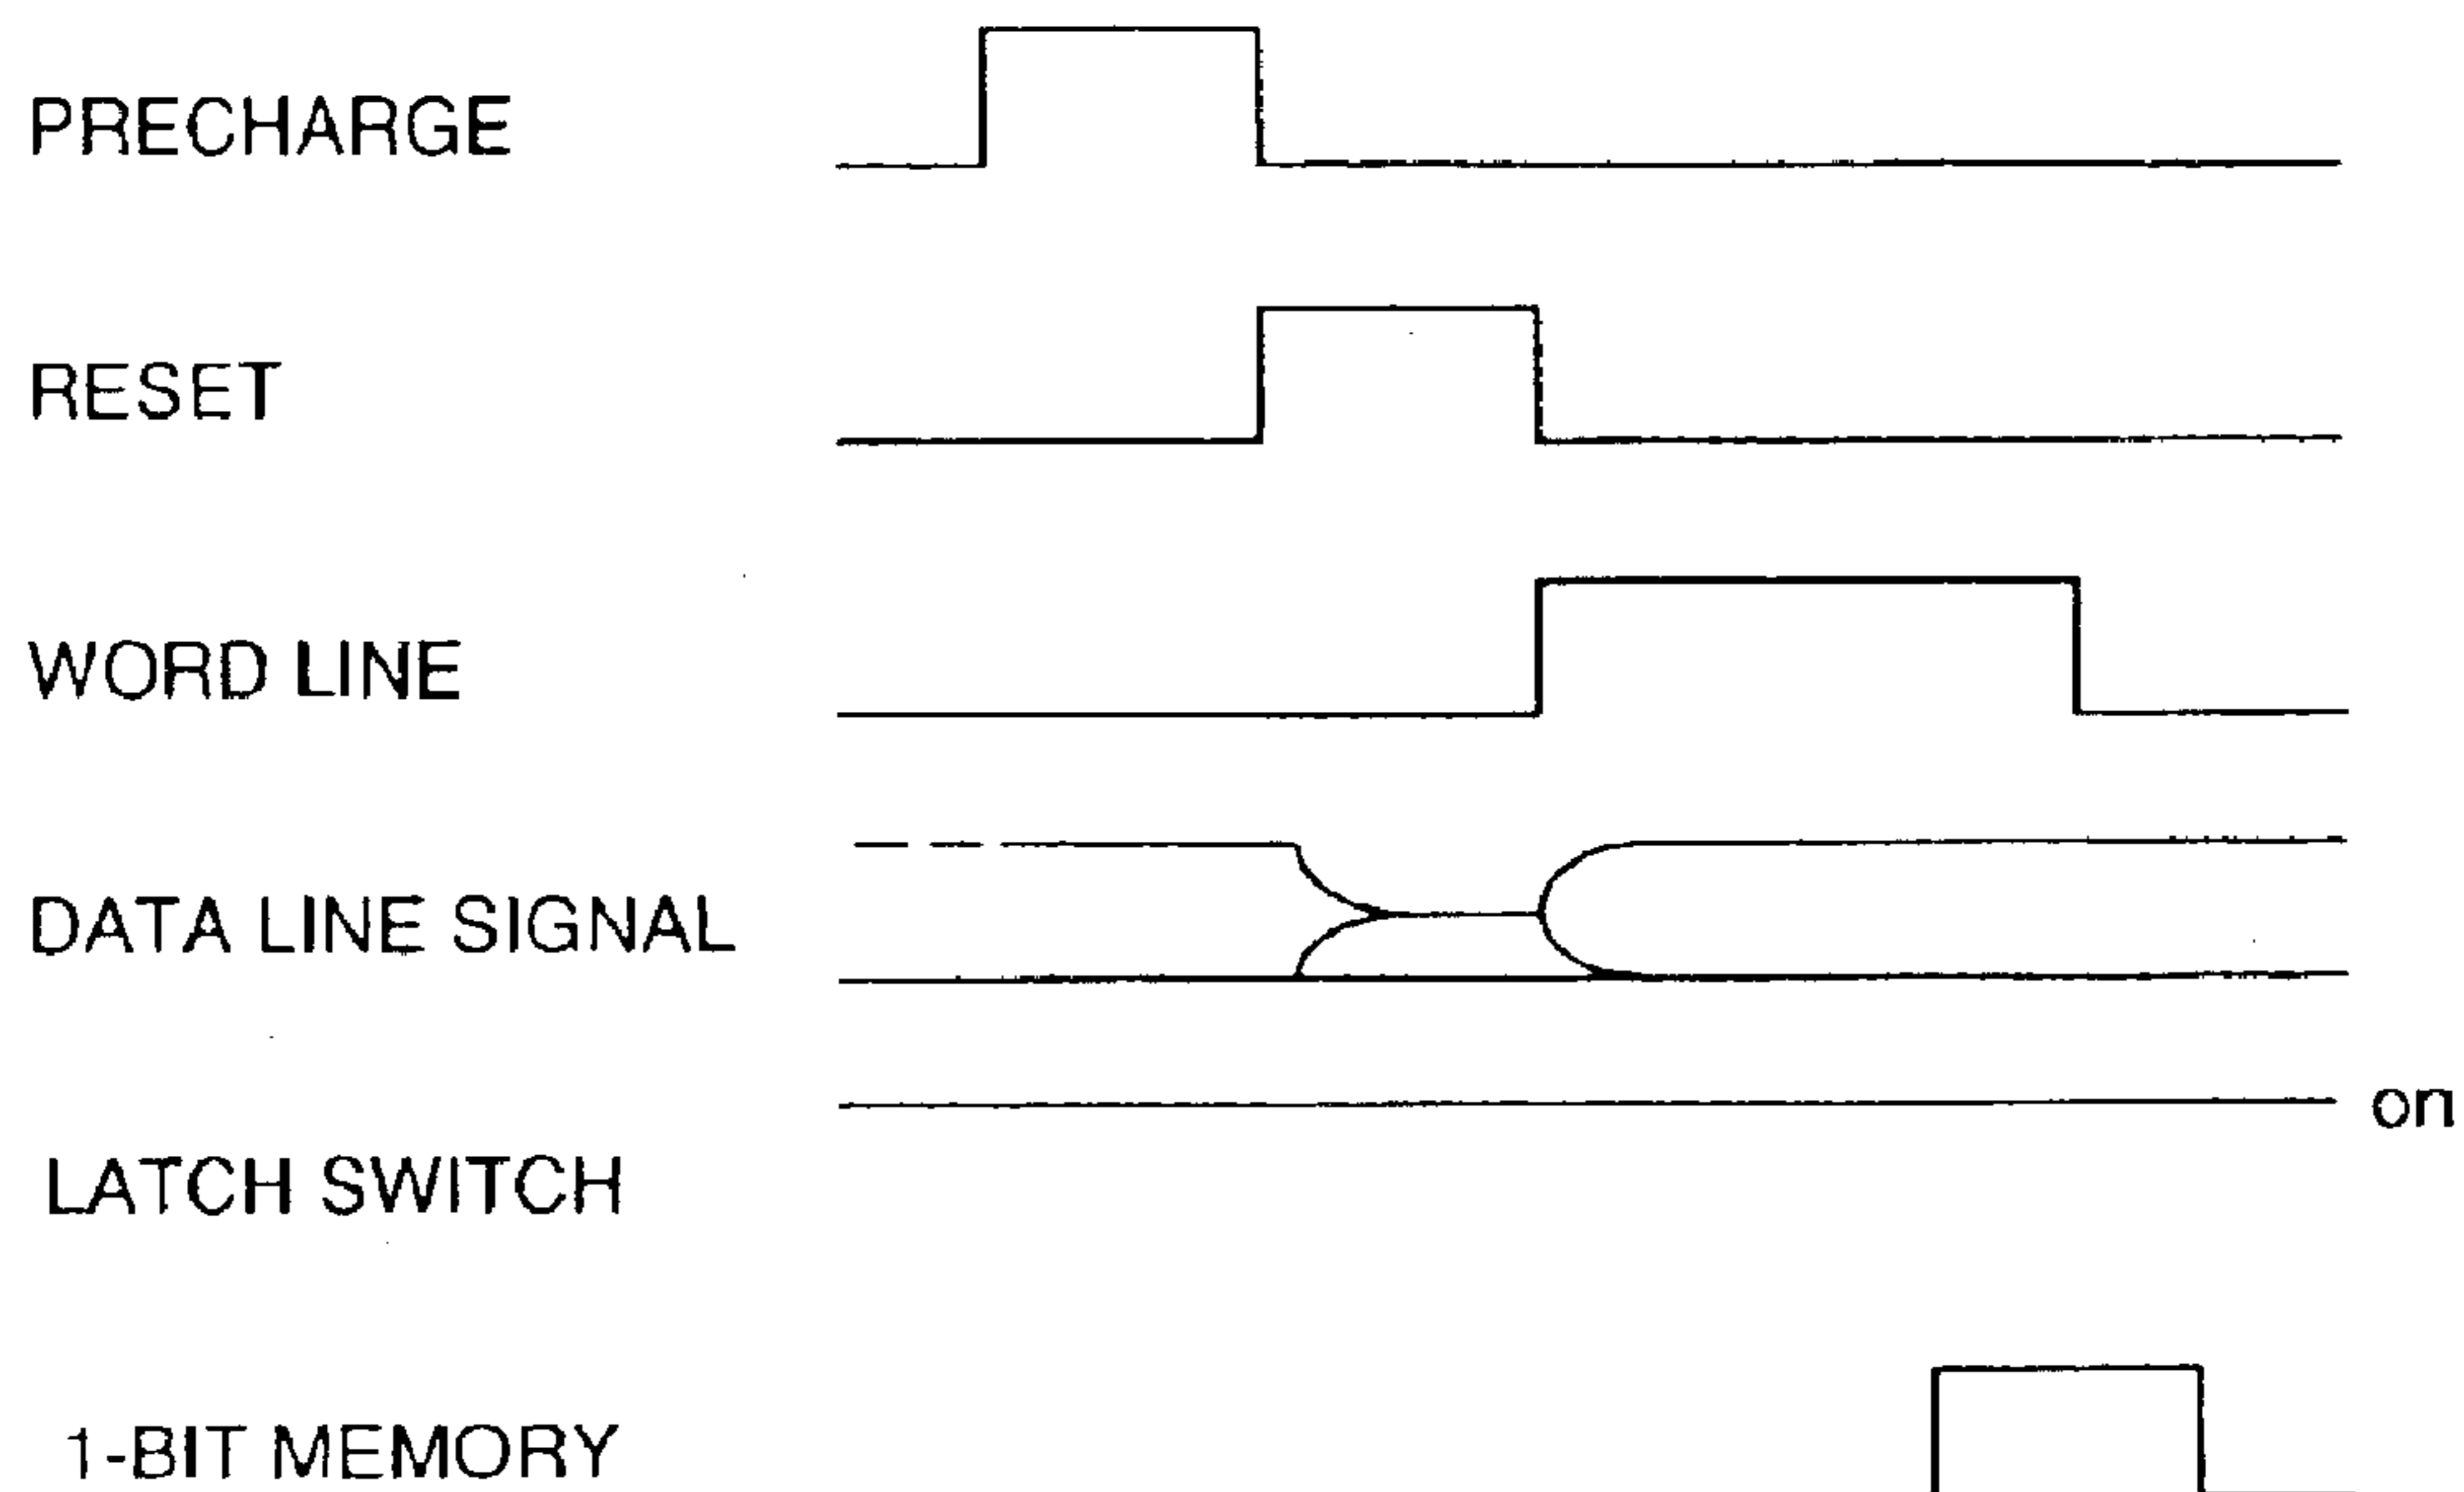 PRECHARGE
RESET
WORD LINE
DATA LINE SIGNAL
on
LATCH SWITCH
1-BIT MEMORY